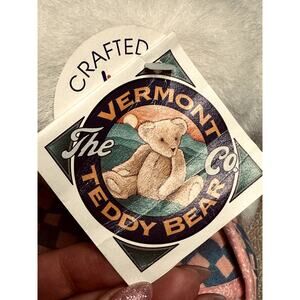 CRAFTED
The
VERMONT
TEDDY BEAR
Co.